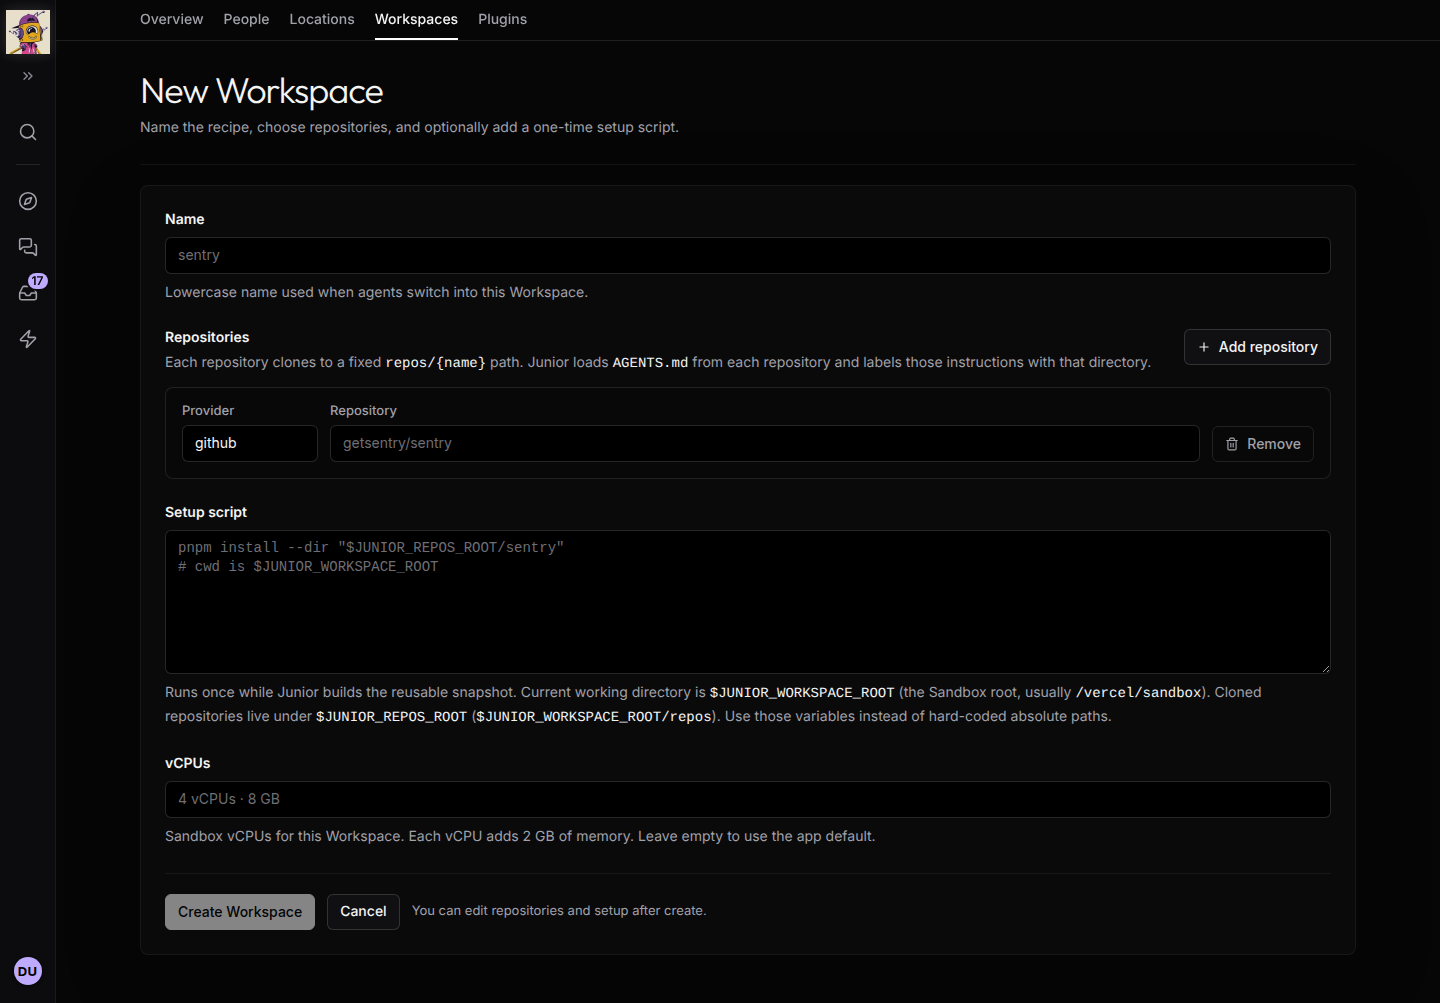 Overview People Locations Workspaces Plugins
New Workspace
Name the recipe, choose repositories, and optionally add a one-time setup script.
Name
sentry
Lowercase name used when agents switch into this Workspace.
Repositories
Each repository clones to a fixed repos/{name} path. Junior loads AGENTS.md from each repository and labels those instructions with that directory.
Add repository
Provider Repository
github getsentry/sentry Remove
Setup script
pnpm install --dir "$JUNIOR_REPOS_ROOT/sentry"
# cwd is $JUNIOR_WORKSPACE_ROOT
Runs once while Junior builds the reusable snapshot. Current working directory is $JUNIOR_WORKSPACE_ROOT (the Sandbox root, usually /vercel/sandbox). Cloned
repositories live under $JUNIOR_REPOS_ROOT ($JUNIOR_WORKSPACE_ROOT/repos). Use those variables instead of hard-coded absolute paths.
vCPUs
4 vCPUs · 8 GB
Sandbox vCPUs for this Workspace. Each vCPU adds 2 GB of memory. Leave empty to use the app default.
Create Workspace Cancel You can edit repositories and setup after create.
17
DU